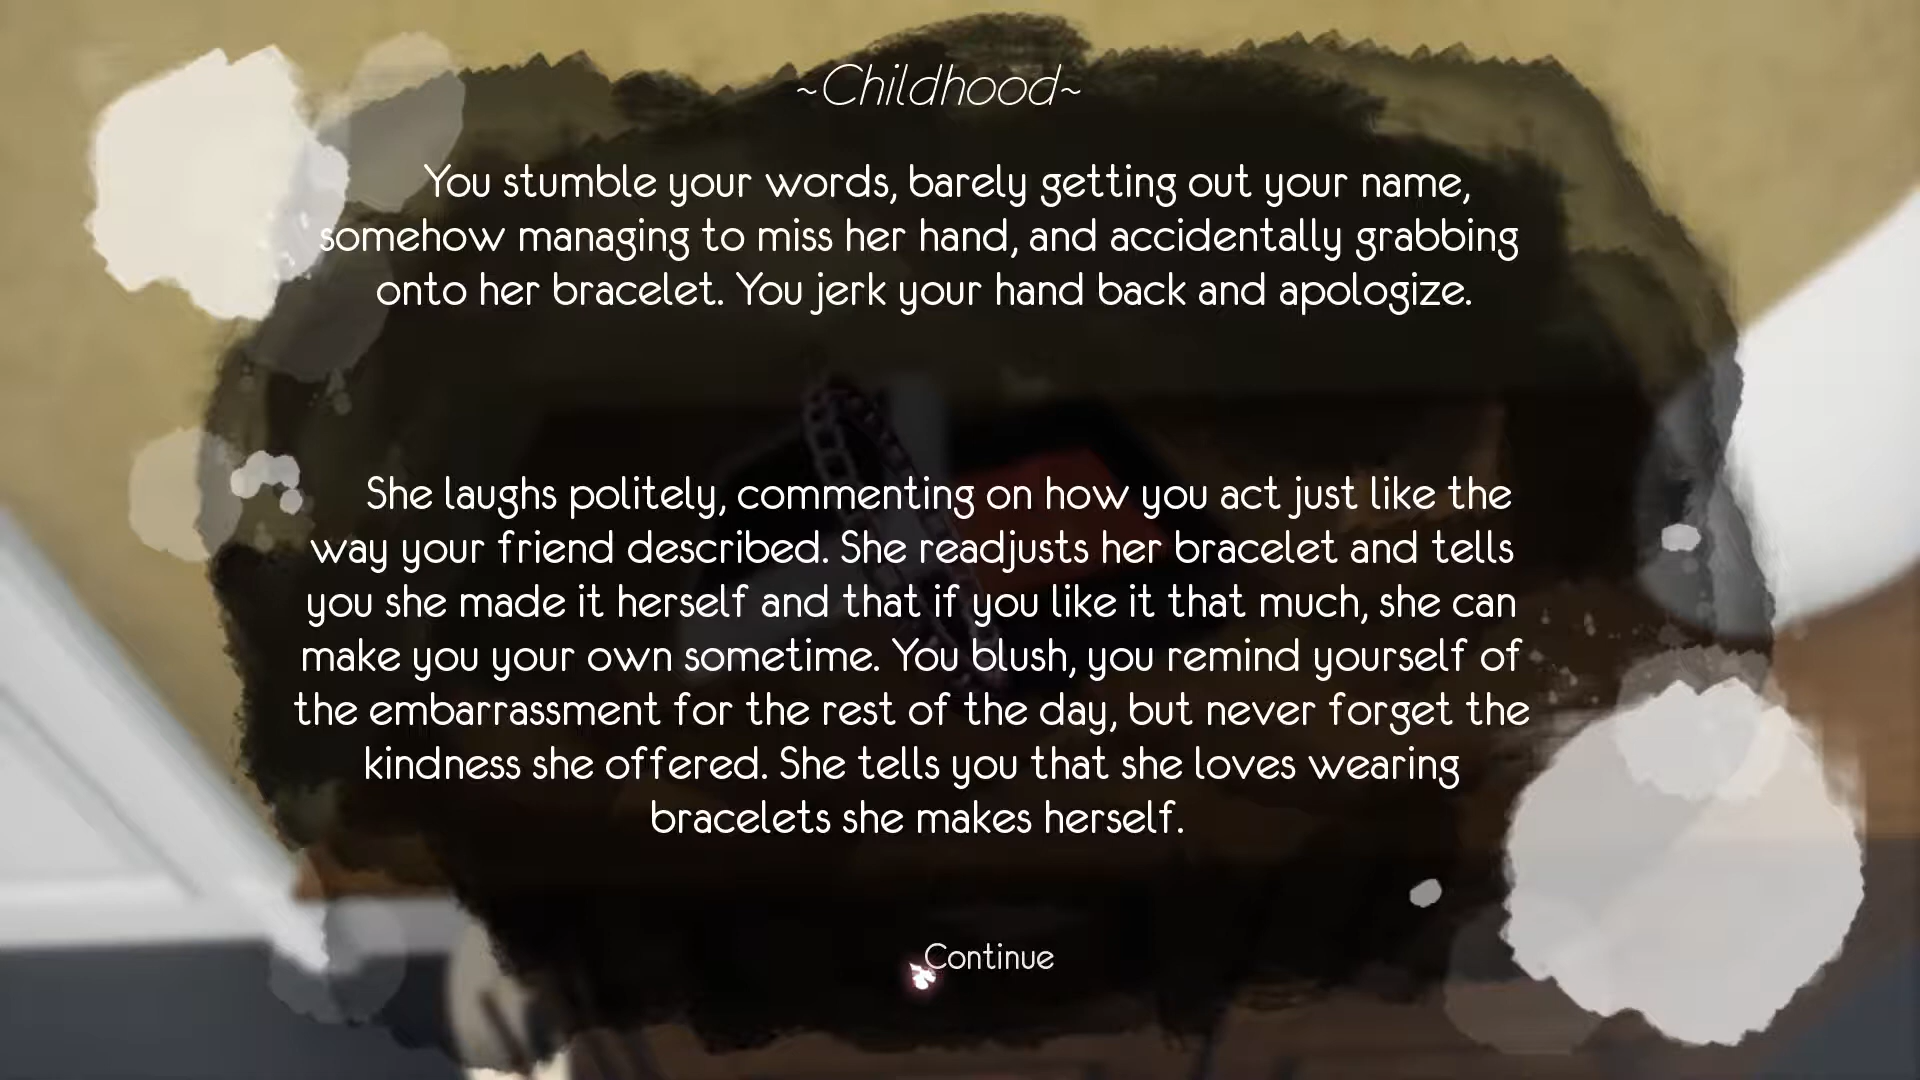 ~Childhood~
You stumble your words, barely getting out your name,
somehow managing to miss her hand, and accidentally grabbing
onto her bracelet. You jerk your hand back and apologize.
She laughs politely, commenting on how you act just like the
way your friend described. She readjusts her bracelet and tells
you she made it herself and that if you like it that much, she can
make you your own sometime. You blush, you remind yourself of
the embarrassment for the rest of the day, but never forget the
kindness she offered. She tells you that she loves wearing
bracelets she makes herself.
Continue